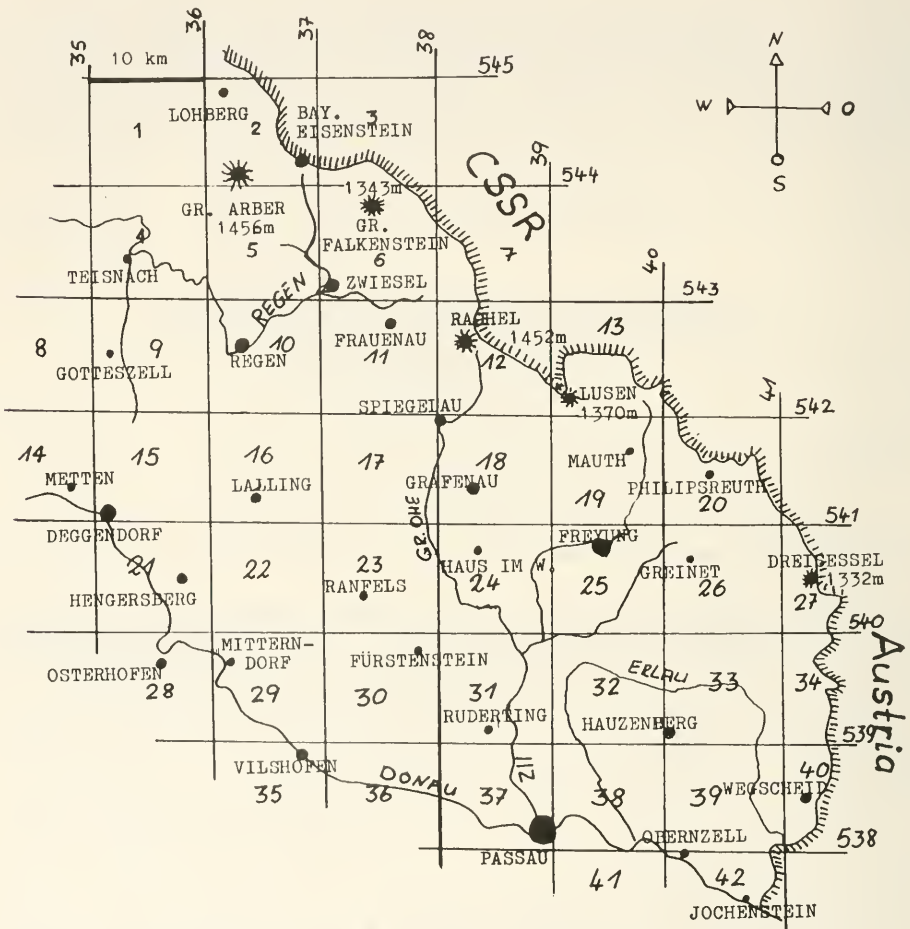 35
36
37
38
10 km
545
N
W O
S
LOHBERG
1
2
BAY.
EISENSTEIN
3
CSSR
39
544
1343m
GR. ARBER
1456m
GR.
FALKENSTEIN
4
5
6
7
40
TEISNACH
ZWIESEL
543
REGEN
FRAUENAU
RACHEL
1452m
13
8
9
10
11
12
GOTTESZELL
REGEN
LUSEN
1370m
41
542
SPIEGELAU
14
15
16
17
18
MAUTH
METTEN
LALLING
GRAFENAU
19
PHILIPSREUTH
20
DEGGENDORF
GR. OHE
FREYUNG
541
21
22
23
HAUS IM W.
24
25
GREINET
26
DREISESSEL
1332m
27
HENGERSBERG
RANFELS
540
Austria
OSTERHOFEN
28
MITTERN-
DORF
29
30
FÜRSTENSTEIN
31
32
ERLAU
33
34
RUDERTING
HAUZENBERG
539
VILSHOFEN
35
DONAU
36
37
ILZ
38
39
WEGSCHEID
40
PASSAU
OBERNZELL
538
41
42
JOCHENSTEIN